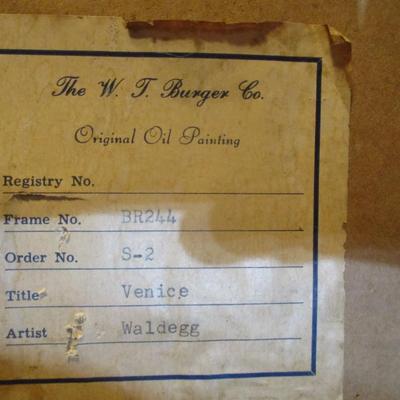 The W. T. Burger Co.
Original Oil Painting
Registry No.
Frame No. BR244
Order No. S-2
Title Venice
Artist Waldegg